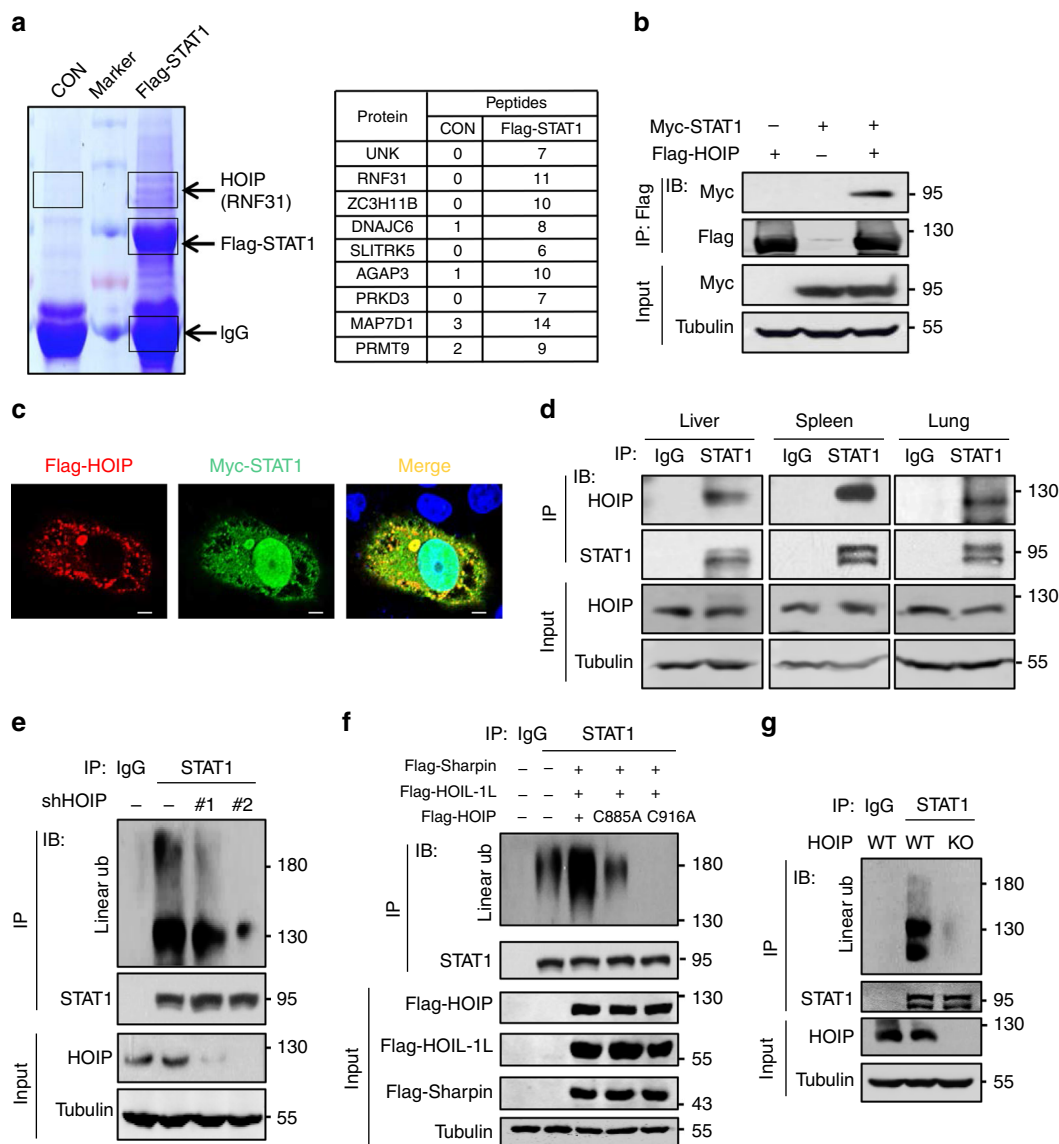 a
CON
Marker
Flag-STAT1
HOIP
(RNF31)
Flag-STAT1
IgG
Protein Peptides
CON Flag-STAT1
UNK 0 7
RNF31 0 11
ZC3H11B 0 10
DNAJC6 1 8
SLITRK5 0 6
AGAP3 1 10
PRKD3 0 7
MAP7D1 3 14
PRMT9 2 9
b
Myc-STAT1 – + +
Flag-HOIP + – +
IB:
IP: Flag
Myc 95
Flag 130
Input
Myc 95
Tubulin 55
c
Flag-HOIP Myc-STAT1 Merge
d
Liver Spleen Lung
IP: IgG STAT1 IgG STAT1 IgG STAT1
IB:
IP
HOIP 130
STAT1 95
Input
HOIP 130
Tubulin 55
e
IP: IgG STAT1
shHOIP – – #1 #2
IB:
IP
Linear ub 180
130
STAT1 95
Input
HOIP 130
Tubulin 55
f
IP: IgG STAT1
Flag-Sharpin – – + + +
Flag-HOIL-1L – – + + +
Flag-HOIP – – + C885A C916A
IB:
IP
Linear ub 180
130
STAT1 95
Input
Flag-HOIP 130
Flag-HOIL-1L 55
Flag-Sharpin 43
Tubulin 55
g
IP: IgG STAT1
HOIP WT WT KO
IB:
IP
Linear ub 180
130
STAT1 95
Input
HOIP 130
Tubulin 55